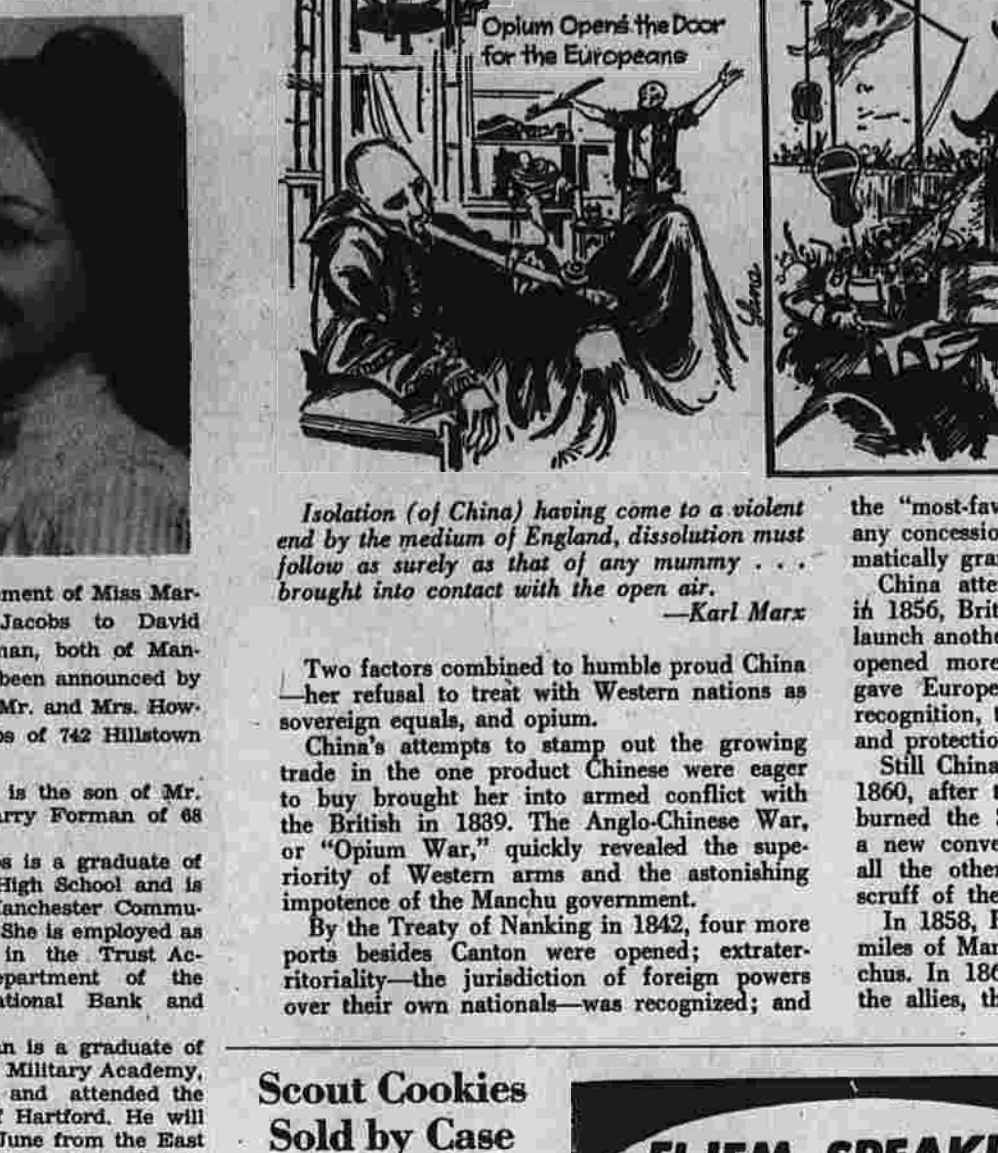 Opium Opens the Door
for the Europeans
Isolation (of China) having come to a violent
end by the medium of England, dissolution must
follow as surely as that of any mummy . . .
brought into contact with the open air.
—Karl Marx
Two factors combined to humble proud China
—her refusal to treat with Western nations as
sovereign equals, and opium.
China's attempts to stamp out the growing
trade in the one product Chinese were eager
to buy brought her into armed conflict with
the British in 1839. The Anglo-Chinese War,
or "Opium War," quickly revealed the supe-
riority of Western arms and the astonishing
impotence of the Manchu government.
By the Treaty of Nanking in 1842, four more
ports besides Canton were opened; extrater-
ritoriality—the jurisdiction of foreign powers
over their own nationals—was recognized; and
the "most-fav
any concessio
matically gra
China atte
in 1856, Brit
launch anothe
opened more
gave Europe
recognition,
and protectio
Still China
1860, after t
burned the
a new conve
all the other
scruff of the
In 1858,
miles of Man
chus. In 186
the allies, th
ment of Miss Mar-
Jacobs to David
man, both of Man-
been announced by
Mr. and Mrs. How-
bs of 742 Hillstown
is the son of Mr.
arry Forman of 68
s is a graduate of
High School and is
Manchester Commu-
She is employed as
in the Trust Ac-
epartment of the
ational Bank and
n is a graduate of
Military Academy,
and attended the
f Hartford. He will
June from the East
Scout Cookies
Sold by Case